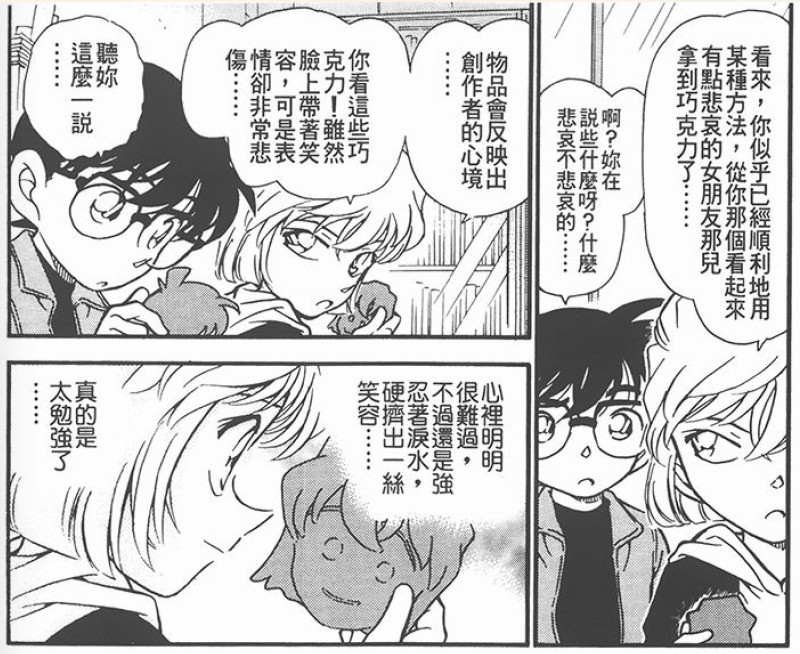 看來，你似乎已經順利地用
某種方法，從你那個看起來
有點悲哀的女朋友那兒
拿到巧克力了……
啊？妳在
說些什麼呀？什麼
悲哀不悲哀的……
物品會反映出
創作者的心境
你看這些巧
克力！雖然
臉上帶著笑
容，可是表
情卻非常悲
傷……
聽妳
這麼一說
……
心裡明明
很難過，
不過還是強
忍著淚水，
硬擠出一絲
笑容……
真的是
太勉強了
……